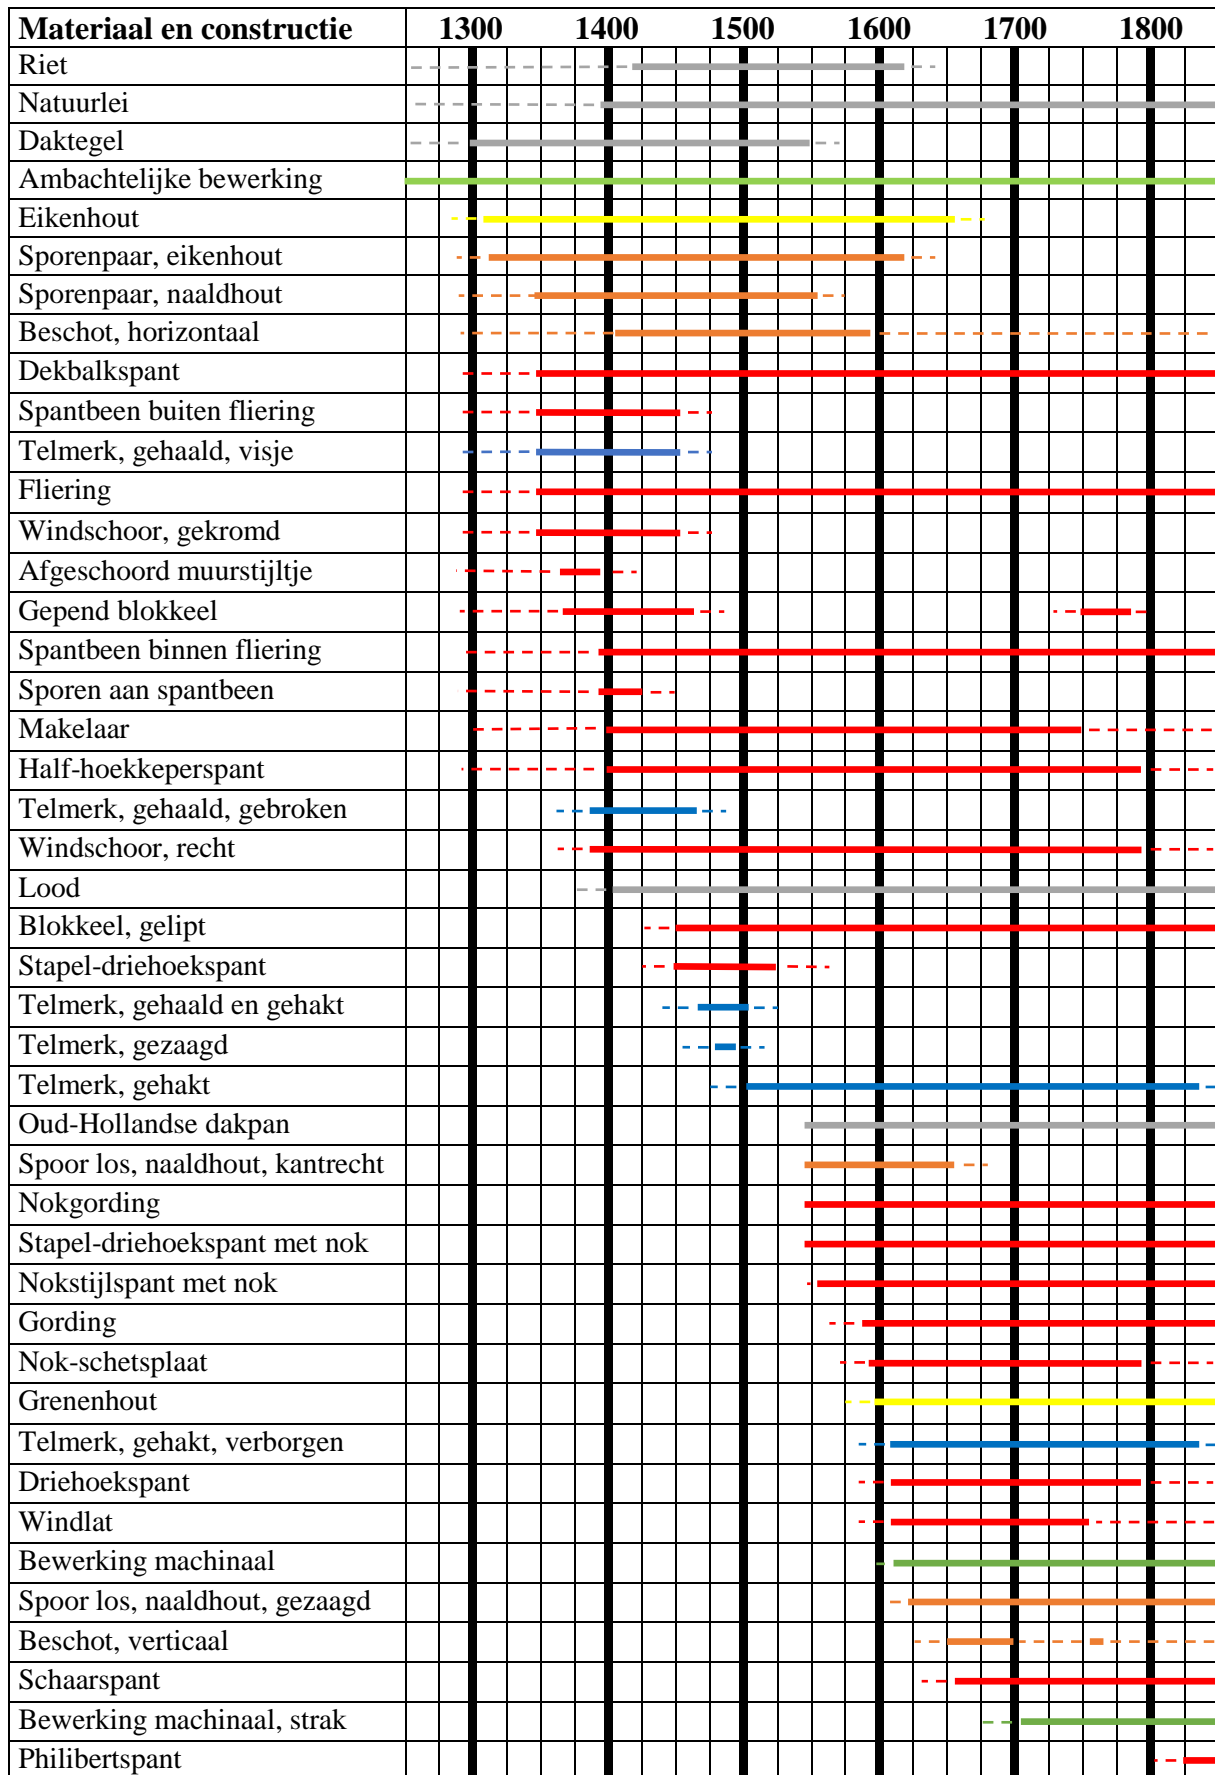 Materiaal en constructie 1300 1400 1500 1600 1700 1800
Riet
Natuurlei
Daktegel
Ambachtelijke bewerking
Eikenhout
Sporenpaar, eikenhout
Sporenpaar, naaldhout
Beschot, horizontaal
Dekbalkspant
Spantbeen buiten fliering
Telmerk, gehaald, visje
Fliering
Windschoor, gekromd
Afgeschoord muurstijltje
Gepend blokkeel
Spantbeen binnen fliering
Sporen aan spantbeen
Makelaar
Half-hoekkeperspant
Telmerk, gehaald, gebroken
Windschoor, recht
Lood
Blokkeel, gelipt
Stapel-driehoekspant
Telmerk, gehaald en gehakt
Telmerk, gezaagd
Telmerk, gehakt
Oud-Hollandse dakpan
Spoor los, naaldhout, kantrecht
Nokgording
Stapel-driehoekspant met nok
Nokstijlspant met nok
Gording
Nok-schetsplaat
Grenenhout
Telmerk, gehakt, verborgen
Driehoekspant
Windlat
Bewerking machinaal
Spoor los, naaldhout, gezaagd
Beschot, verticaal
Schaarspant
Bewerking machinaal, strak
Philibertspant